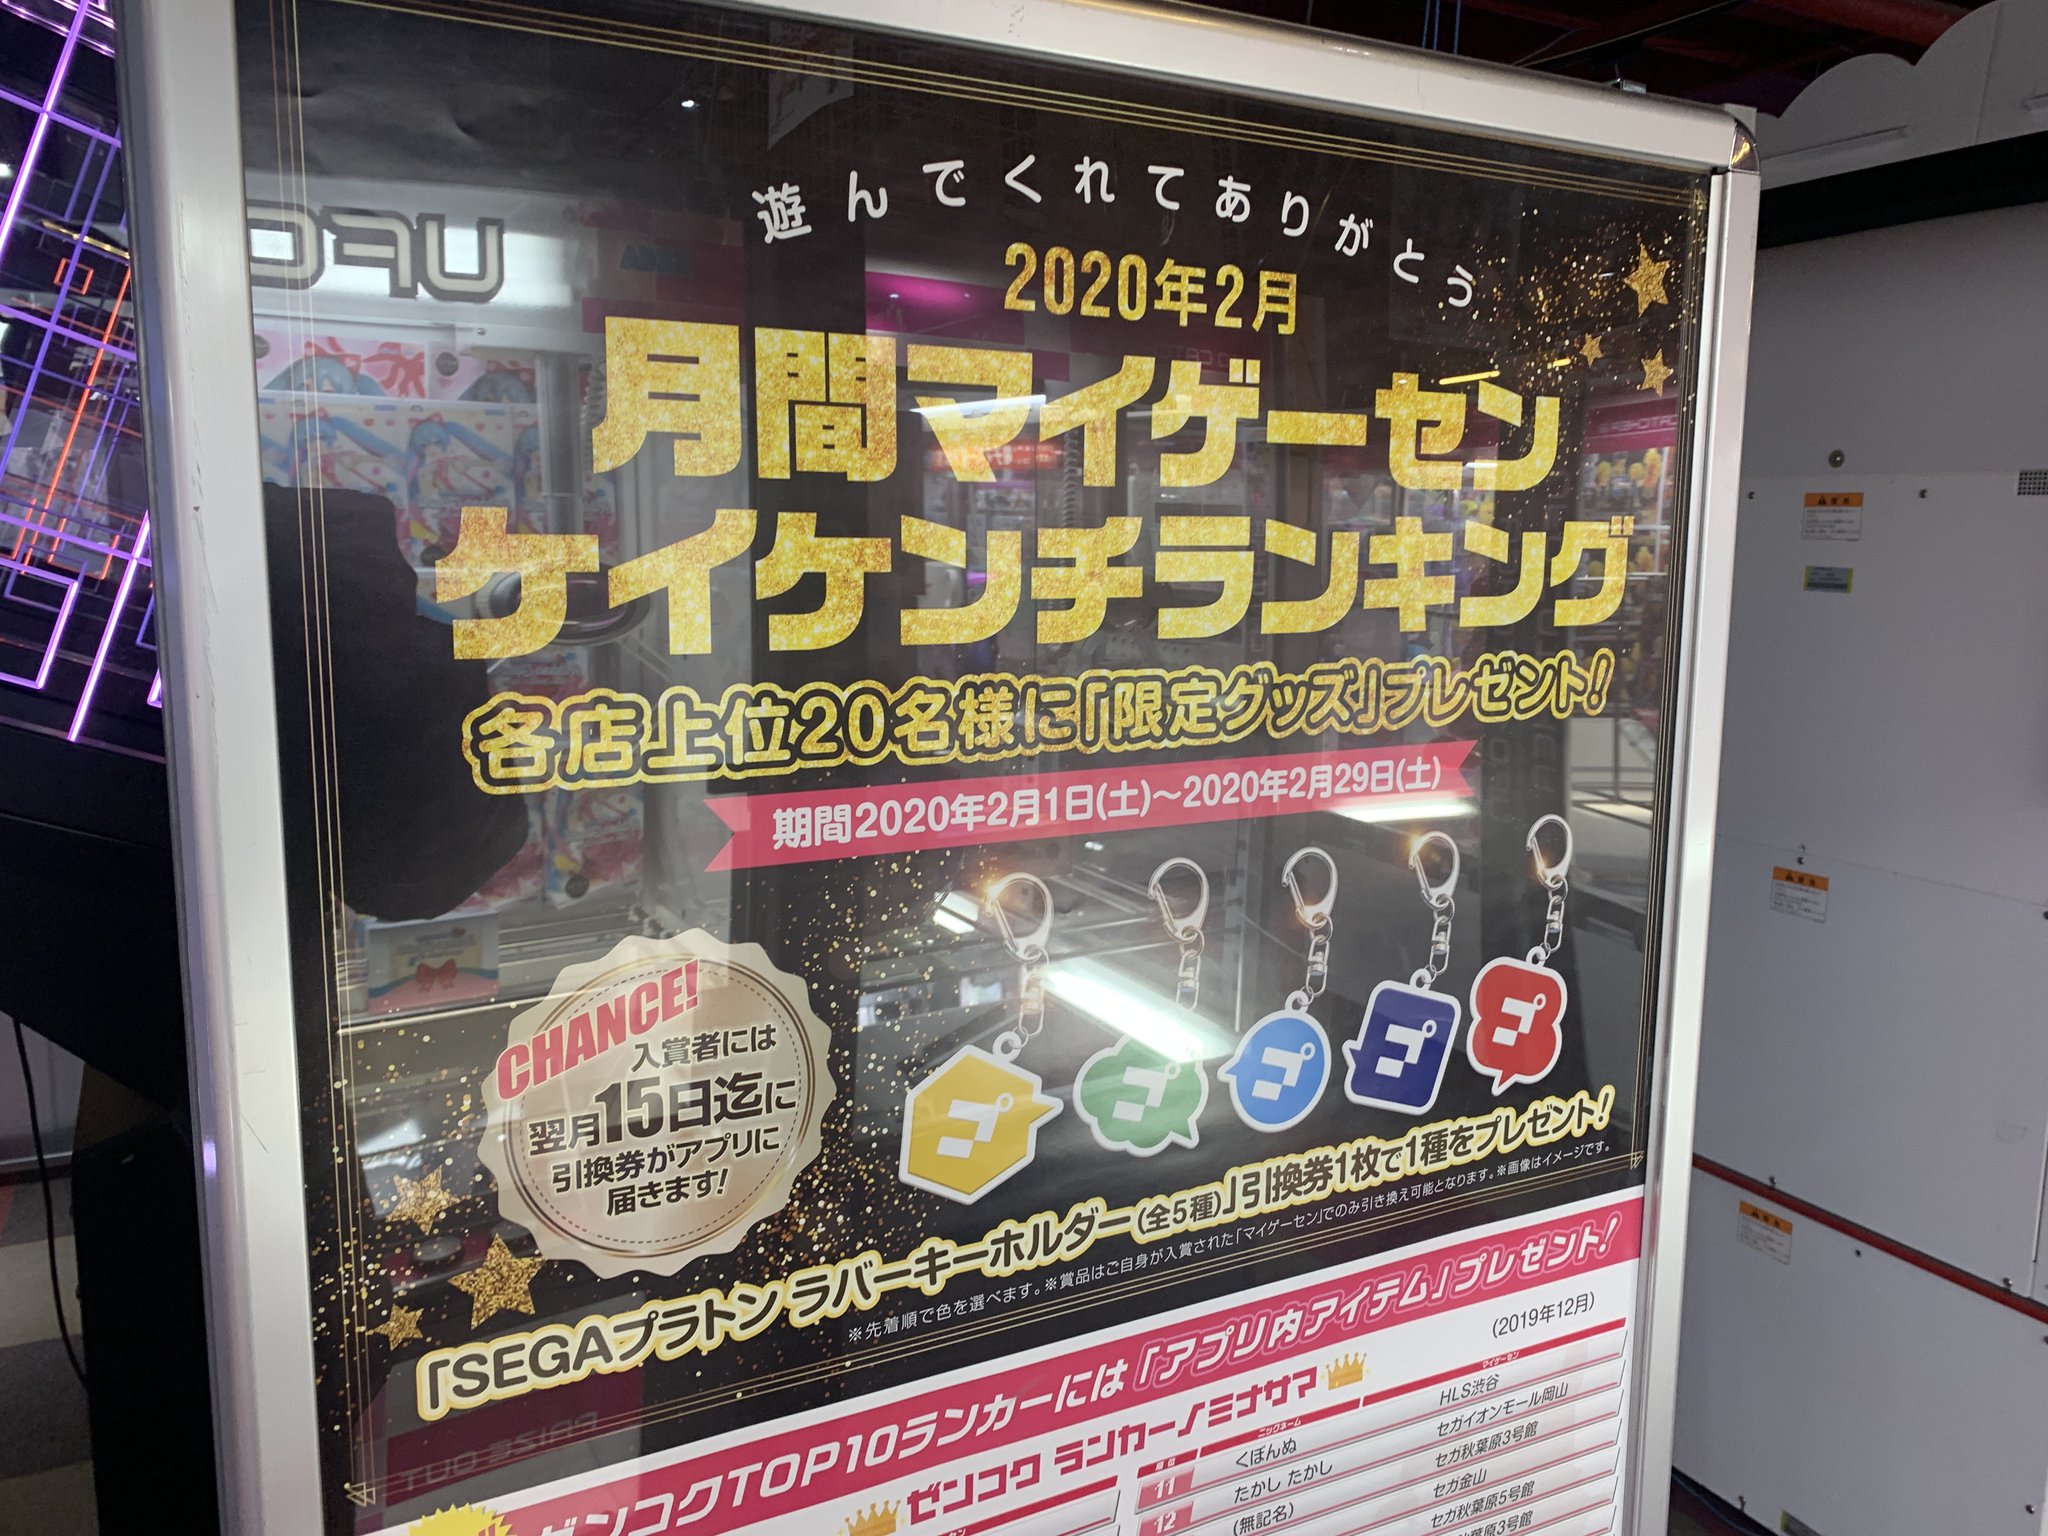 遊んでくれてありがとう
2020年2月
月間マイゲーセン
ケイケンチランキング
各店上位20名様に「限定グッズ」プレゼント!
期間2020年2月1日(土)～2020年2月29日(土)
CHANCE!
入賞者には
翌月15日迄に
引換券がアプリに
届きます!
「SEGAプラトン ラバーキーホルダー(全5種)」引換券1枚で1種をプレゼント!
※先着順で色を選べます。※賞品はご自身が入賞された「マイゲーセン」でのみ引き換え可能となります。※画像はイメージです。
ゼンコクTOP10ランカーには「アプリ内アイテム」プレゼント!
ゼンコク ランカーノミナサマ
(2019年12月)
順位 ニックネーム マイゲーセン
11 くぼんぬ HLS渋谷
12 たかし たかし セガイオンモール岡山
(無記名) セガ秋葉原3号館
セガ金山
セガ秋葉原5号館
セガ秋葉原3号館